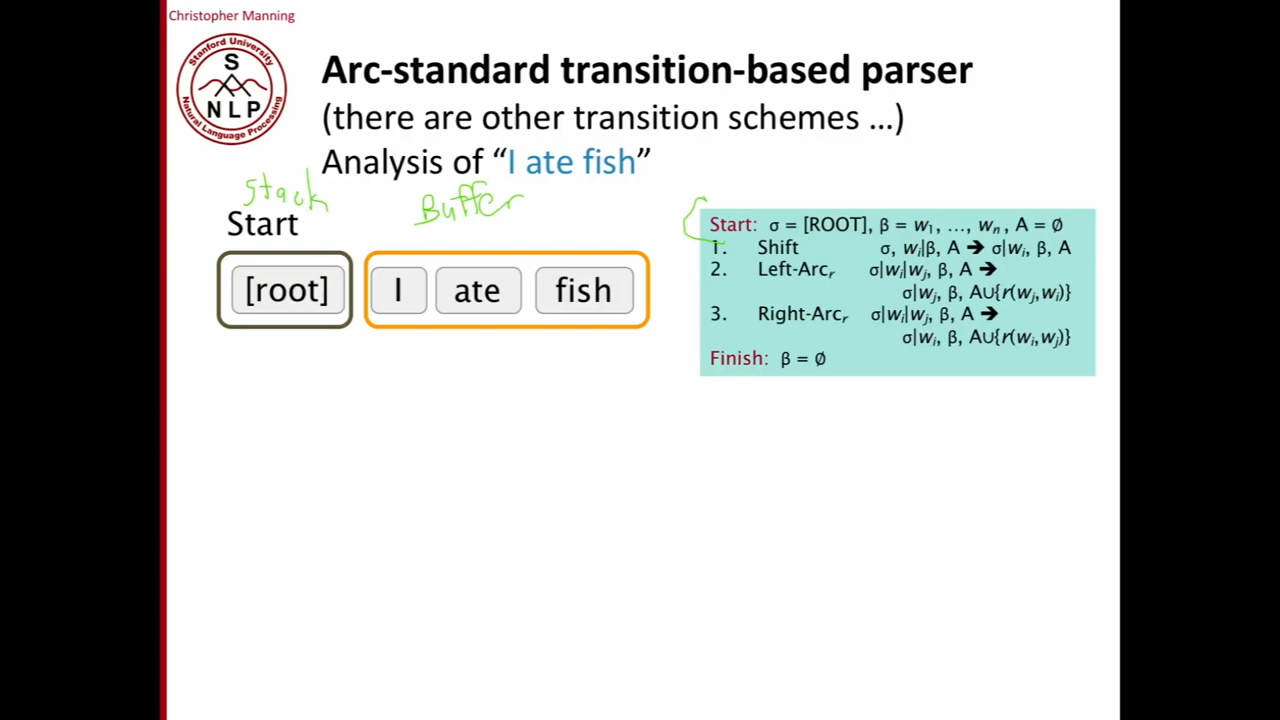 Christopher Manning
Stanford University
S
NLP
Natural Language Processing
Arc-standard transition-based parser
(there are other transition schemes …)
Analysis of “I ate fish”
Stack
Buffer
Start
[root] I ate fish
Start: σ = [ROOT], β = w₁, …, wₙ , A = ∅
1. Shift σ, wᵢ|β, A ➔ σ|wᵢ, β, A
2. Left-Arcᵣ σ|wᵢ|wⱼ, β, A ➔
σ|wⱼ, β, A∪{r(wⱼ,wᵢ)}
3. Right-Arcᵣ σ|wᵢ|wⱼ, β, A ➔
σ|wᵢ, β, A∪{r(wᵢ,wⱼ)}
Finish: β = ∅